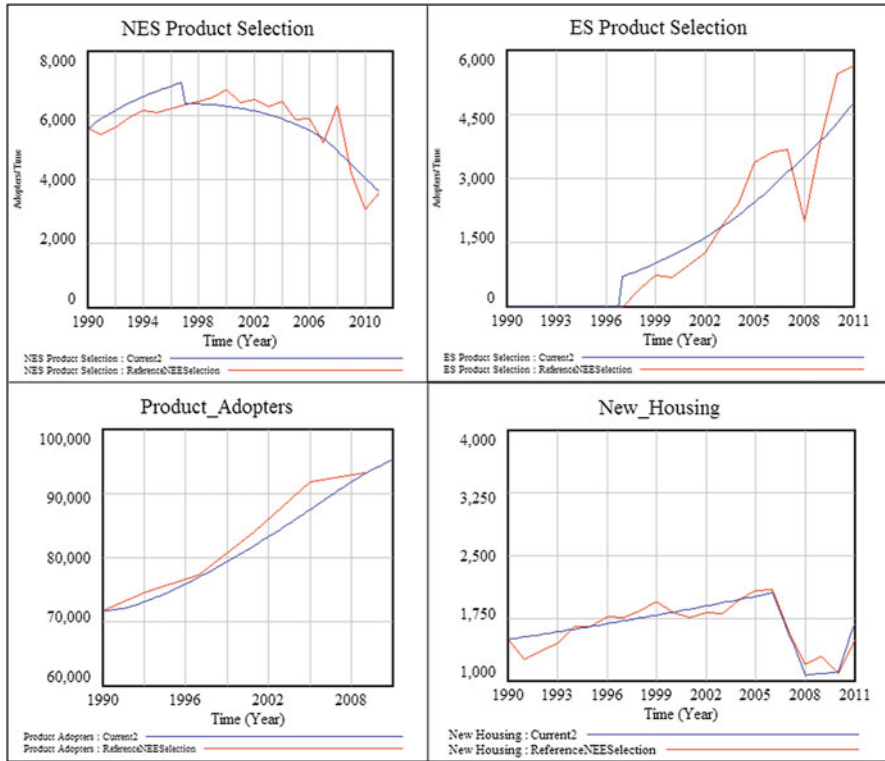 NES Product Selection
8,000
6,000
4,000
2,000
0
Adopters/Time
1990 1994 1998 2002 2006 2010
Time (Year)
NES Product Selection : Current2
NES Product Selection : ReferenceNEESelection
ES Product Selection
6,000
4,500
3,000
1,500
0
Adopters/Time
1990 1993 1996 1999 2002 2005 2008 2011
Time (Year)
ES Product Selection : Current2
ES Product Selection : ReferenceNEESelection
Product_Adopters
100,000
90,000
80,000
70,000
60,000
1990 1996 2002 2008
Time (Year)
Product Adopters : Current2
Product Adopters : ReferenceNEESelection
New_Housing
4,000
3,250
2,500
1,750
1,000
1990 1993 1996 1999 2002 2005 2008 2011
Time (Year)
New Housing : Current2
New Housing : ReferenceNEESelection